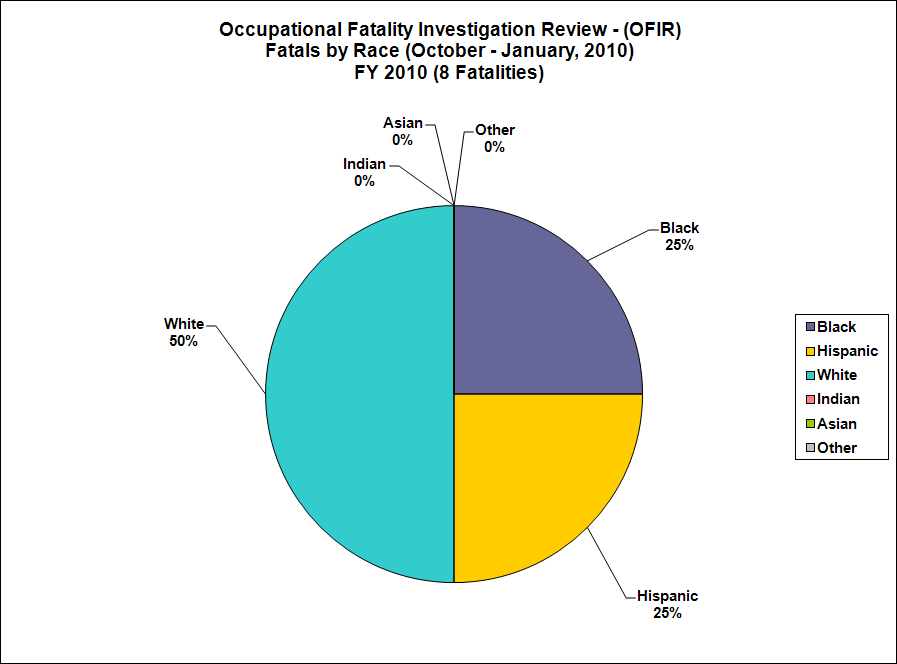 Occupational Fatality Investigation Review - (OFIR)
Fatals by Race (October - January, 2010)
FY 2010 (8 Fatalities)
Asian
0%
Other
0%
Indian
0%
Black
25%
White
50%
Hispanic
25%
Black
Hispanic
White
Indian
Asian
Other